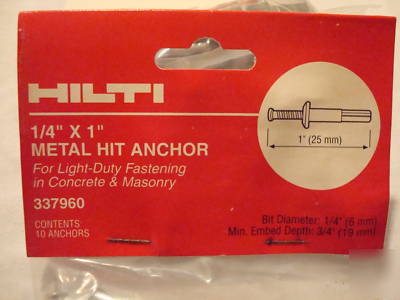 HILTI
1/4" X 1"
METAL HIT ANCHOR
For Light-Duty Fastening
in Concrete & Masonry
337960
CONTENTS
10 ANCHORS
1" (25 mm)
Bit Diameter: 1/4" (6 mm)
Min. Embed Depth: 3/4" (19 mm)